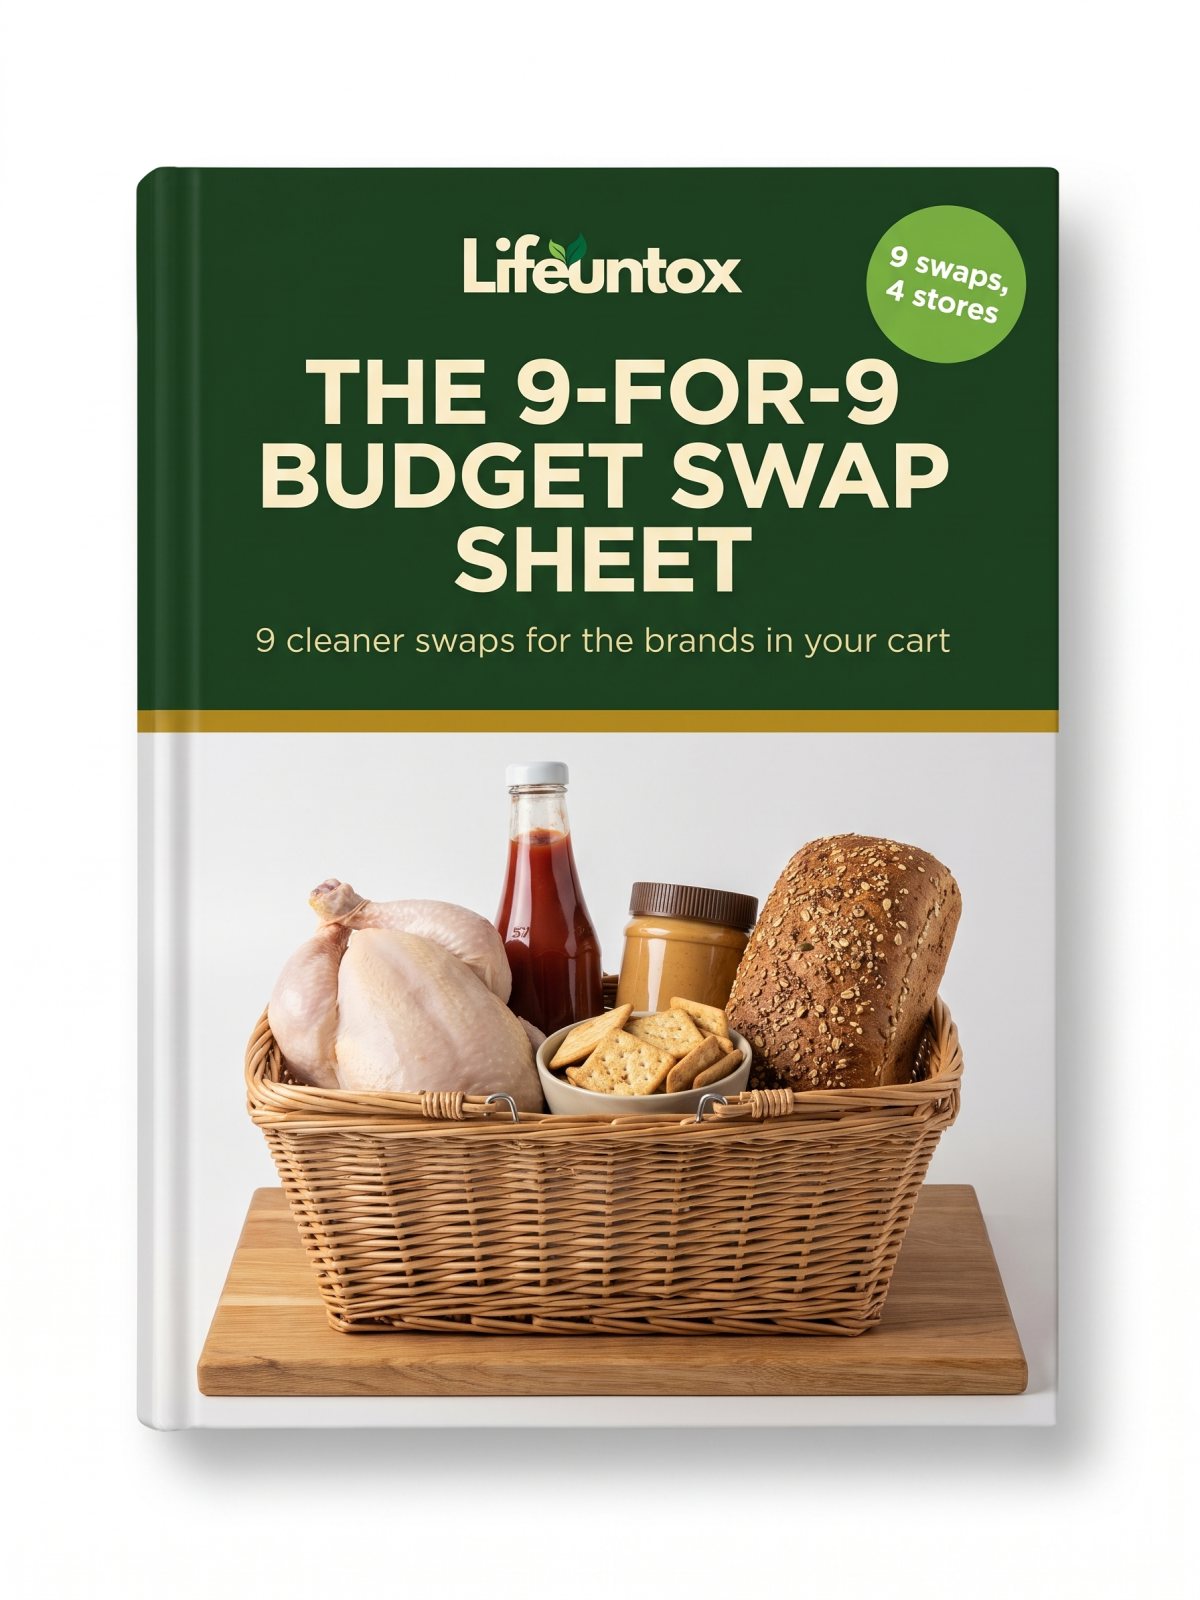 Lifeuntox
9 swaps,
4 stores
THE 9-FOR-9
BUDGET SWAP
SHEET
9 cleaner swaps for the brands in your cart
57